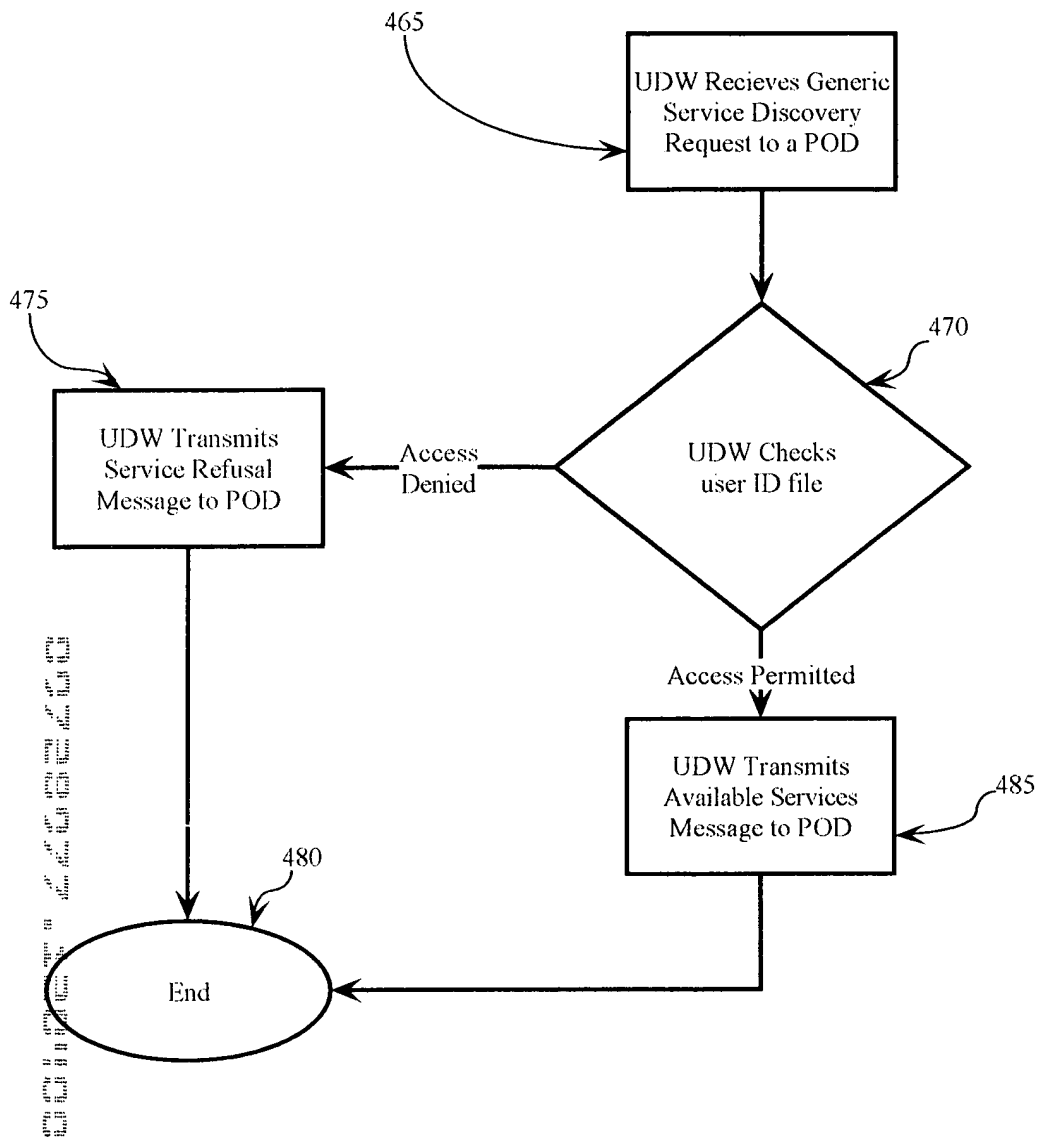 465
UDW Recieves Generic
Service Discovery
Request to a POD
475
470
UDW Transmits
Service Refusal
Message to POD
Access
Denied
UDW Checks
user ID file
Access Permitted
UDW Transmits
Available Services
Message to POD
485
480
End